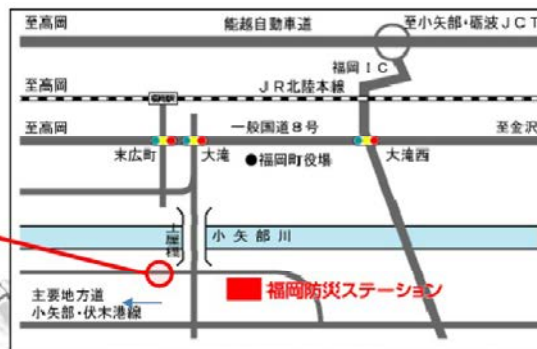 至高岡
能越自動車道
至小矢部・砺波JCT
福岡IC
至高岡
JR北陸本線
至高岡
一般国道8号
至金沢
末広町
大滝
●福岡町役場
大滝西
土屋橋
小矢部川
福岡防災ステーション
主要地方道
小矢部・伏木港線